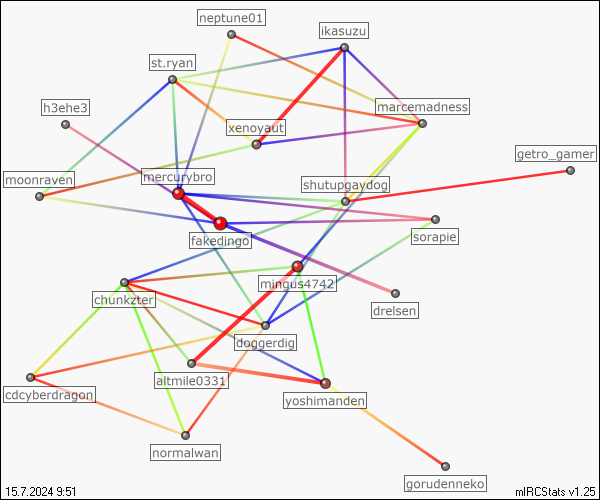 neptune01
ikasuzu
st.ryan
h3ehe3
marcemadness
xenoyaut
getro_gamer
moonraven
mercurybro
shutupgaydog
fakedingo
sorapie
mingus4742
chunkzter
drelsen
doggerdig
altmile0331
cdcyberdragon
yoshimanden
normalwan
gorudenneko
15.7.2024 9:51
mIRCStats v1.25